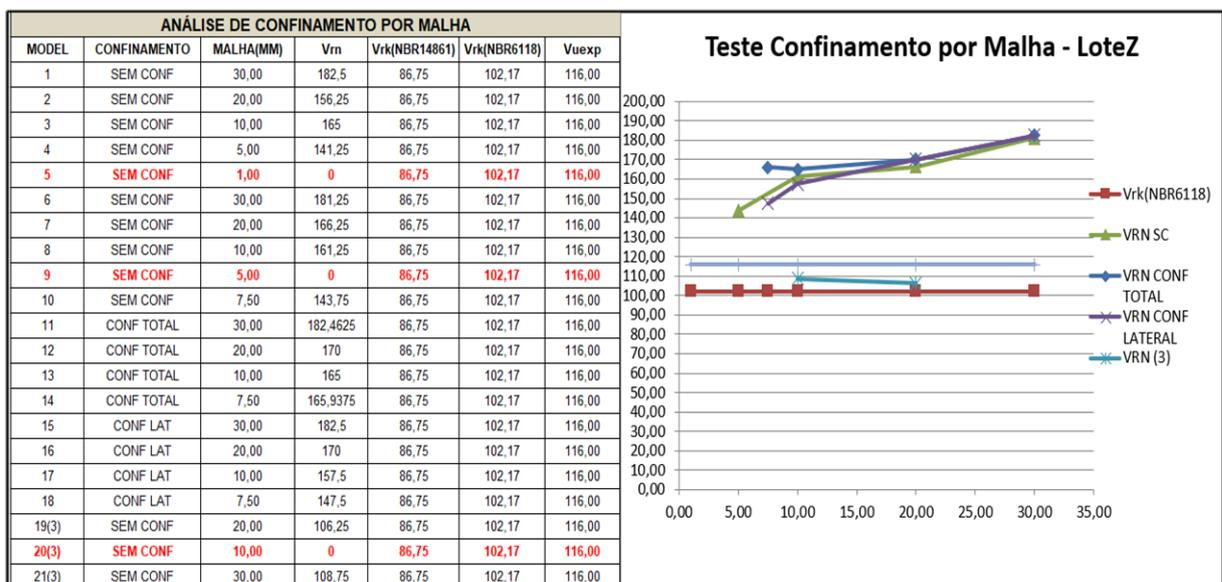 ANÁLISE DE CONFINAMENTO POR MALHA
MODEL CONFINAMENTO MALHA(MM) Vrn Vrk(NBR14861) Vrk(NBR6118) Vuexp
1 SEM CONF 30,00 182,5 86,75 102,17 116,00
2 SEM CONF 20,00 156,25 86,75 102,17 116,00
3 SEM CONF 10,00 165 86,75 102,17 116,00
4 SEM CONF 5,00 141,25 86,75 102,17 116,00
5 SEM CONF 1,00 0 86,75 102,17 116,00
6 SEM CONF 30,00 181,25 86,75 102,17 116,00
7 SEM CONF 20,00 166,25 86,75 102,17 116,00
8 SEM CONF 10,00 161,25 86,75 102,17 116,00
9 SEM CONF 5,00 0 86,75 102,17 116,00
10 SEM CONF 7,50 143,75 86,75 102,17 116,00
11 CONF TOTAL 30,00 182,4625 86,75 102,17 116,00
12 CONF TOTAL 20,00 170 86,75 102,17 116,00
13 CONF TOTAL 10,00 165 86,75 102,17 116,00
14 CONF TOTAL 7,50 165,9375 86,75 102,17 116,00
15 CONF LAT 30,00 182,5 86,75 102,17 116,00
16 CONF LAT 20,00 170 86,75 102,17 116,00
17 CONF LAT 10,00 157,5 86,75 102,17 116,00
18 CONF LAT 7,50 147,5 86,75 102,17 116,00
19(3) SEM CONF 20,00 106,25 86,75 102,17 116,00
20(3) SEM CONF 10,00 0 86,75 102,17 116,00
21(3) SEM CONF 30,00 108,75 86,75 102,17 116,00
Teste Confinamento por Malha - LoteZ
200,00
190,00
180,00
170,00
160,00
150,00
140,00
130,00
120,00
110,00
100,00
90,00
80,00
70,00
60,00
50,00
40,00
30,00
20,00
10,00
0,00
0,00 5,00 10,00 15,00 20,00 25,00 30,00 35,00
Vrk(NBR6118)
VRN SC
VRN CONF
TOTAL
VRN CONF
LATERAL
VRN (3)